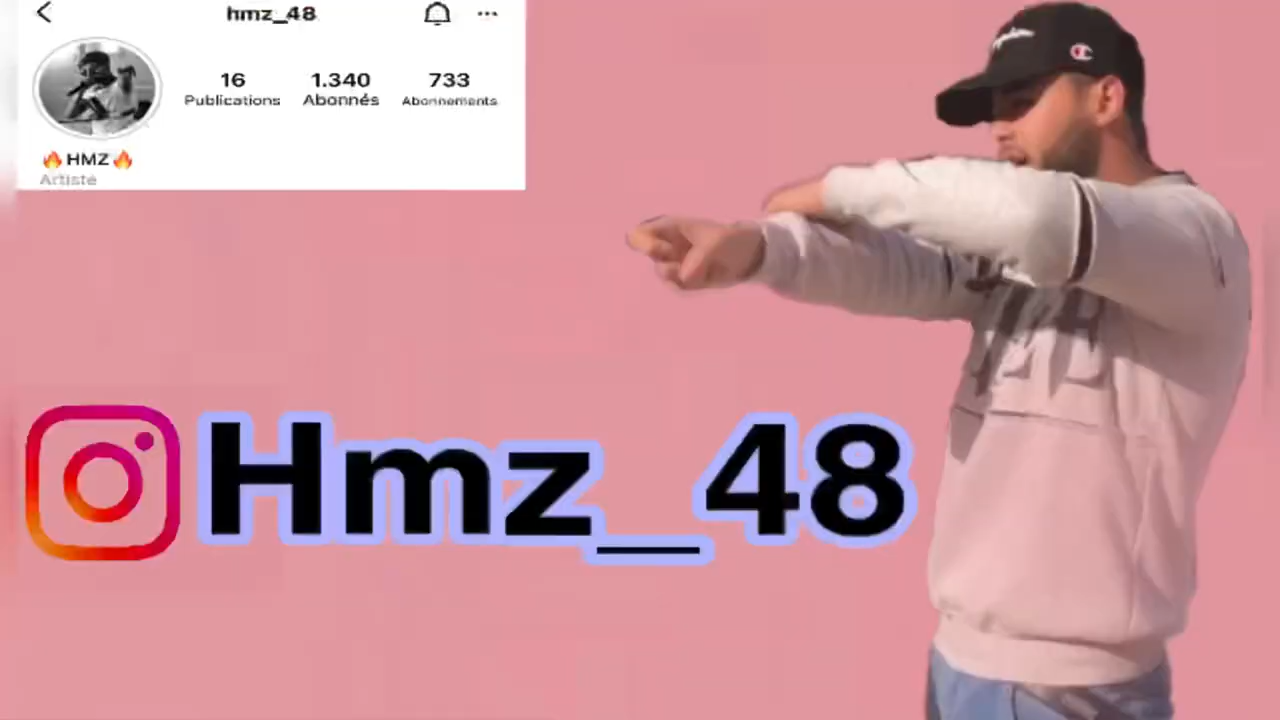 hmz_48
16 1.340 733
Publications Abonnés Abonnements
🔥HMZ🔥
Artiste
Hmz_48